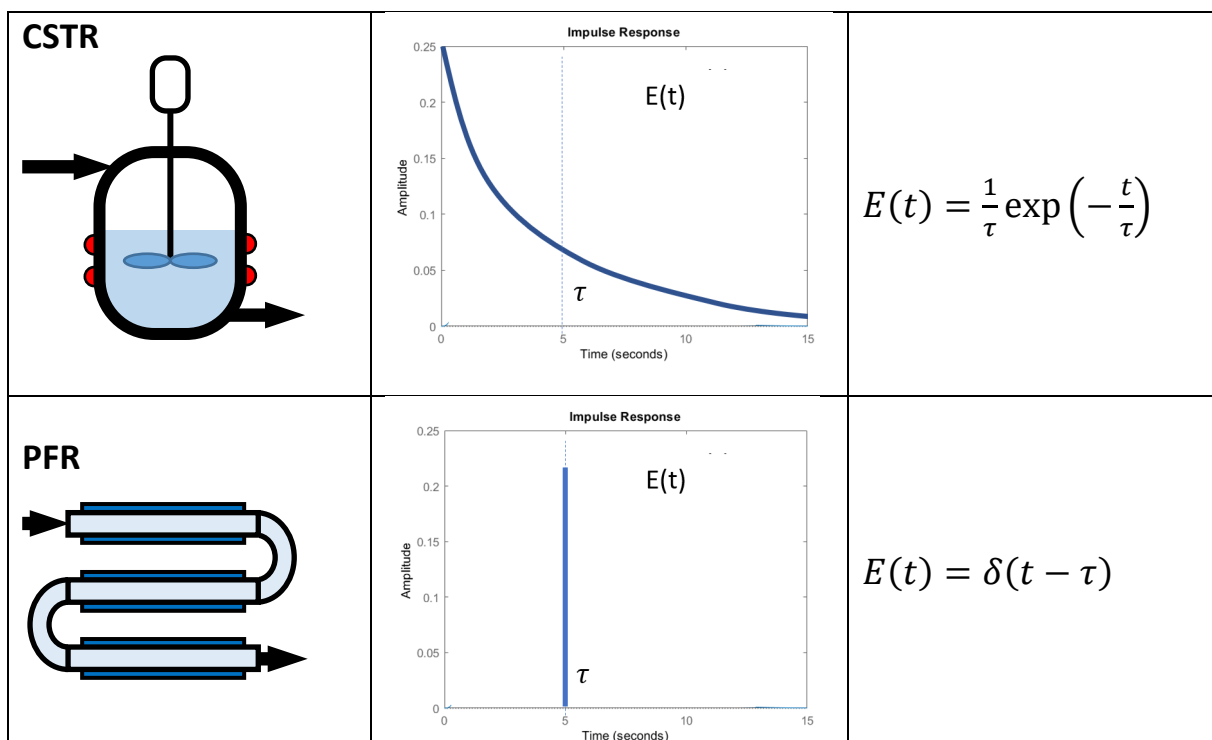 CSTR
Impulse Response
0.25
0.2
0.15
0.1
0.05
0
Amplitude
E(t)
τ
0 5 10 15
Time (seconds)
E(t) = 1/τ exp (− t/τ)
PFR
Impulse Response
0.25
0.2
0.15
0.1
0.05
0
Amplitude
E(t)
τ
0 5 10 15
Time (seconds)
E(t) = δ(t − τ)